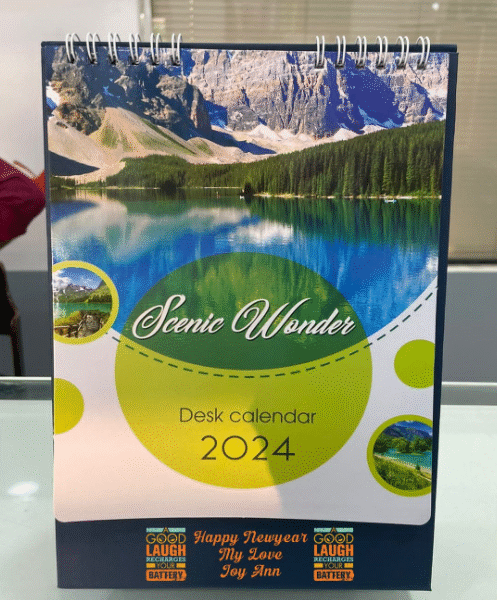 Scenic Wonder
Desk calendar
2024
A
GOOD
LAUGH
RECHARGES
YOUR
BATTERY
Happy Newyear
My Love
Joy Ann
A
GOOD
LAUGH
RECHARGES
YOUR
BATTERY